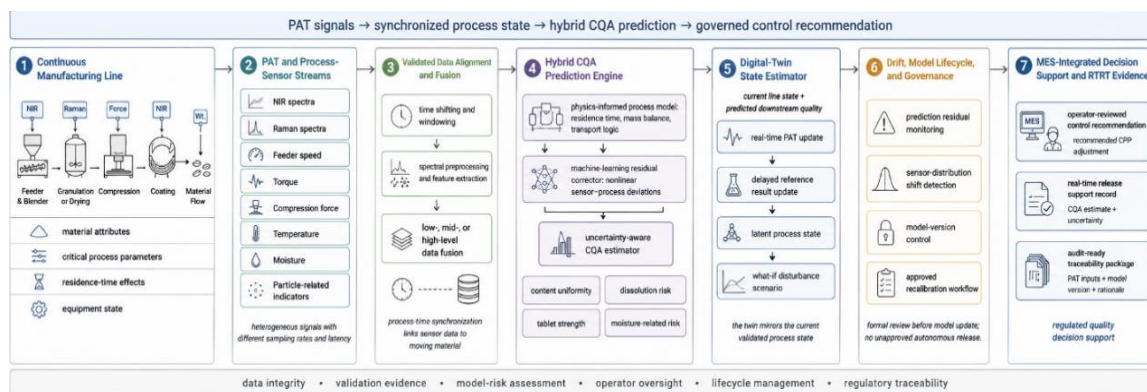 PAT signals → synchronized process state → hybrid CQA prediction → governed control recommendation
1 Continuous
Manufacturing Line
NIR
Raman
Force
NIR
Wt.
Feeder
& Blender
Granulation
or Drying
Compression
Coating
Material
Flow
material attributes
critical process parameters
residence-time effects
equipment state
2 PAT and Process-
Sensor Streams
NIR spectra
Raman spectra
Feeder speed
Torque
Compression force
Temperature
Moisture
Particle-related
indicators
heterogeneous signals with
different sampling rates and latency
3 Validated Data Alignment
and Fusion
time shifting
and windowing
spectral preprocessing
and feature extraction
low-, mid-, or
high-level
data fusion
process-time synchronization
links sensor data to
moving material
4 Hybrid CQA
Prediction Engine
physics-informed process model:
residence time, mass balance,
transport logic
machine-learning residual
corrector: nonlinear
sensor–process deviations
uncertainty-aware
CQA estimator
content uniformity
dissolution risk
tablet strength
moisture-related risk
5 Digital-Twin
State Estimator
current line state +
predicted downstream quality
real-time PAT update
delayed reference
result update
latent process state
what-if disturbance
scenario
the twin mirrors the current
validated process state
6 Drift, Model Lifecycle,
and Governance
prediction residual
monitoring
sensor-distribution
shift detection
model-version
control
approved
recalibration workflow
formal review before model update;
no unapproved autonomous release.
7 MES-Integrated Decision
Support and RTRT Evidence
MES
operator-reviewed
control recommendation
recommended CPP
adjustment
real-time release
support record
CQA estimate +
uncertainty
audit-ready
traceability package
PAT inputs + model
version + rationale
regulated quality
decision support
data integrity • validation evidence • model-risk assessment • operator oversight • lifecycle management • regulatory traceability